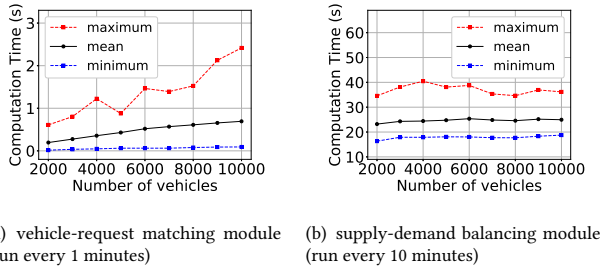 Computation Time (s)
3
2
1
0
maximum
mean
minimum
2000 4000 6000 8000 10000
Number of vehicles
) vehicle-request matching module
un every 1 minutes)
Computation Time (s)
60
50
40
30
20
10
maximum
mean
minimum
2000 4000 6000 8000 10000
Number of vehicles
(b) supply-demand balancing module
(run every 10 minutes)